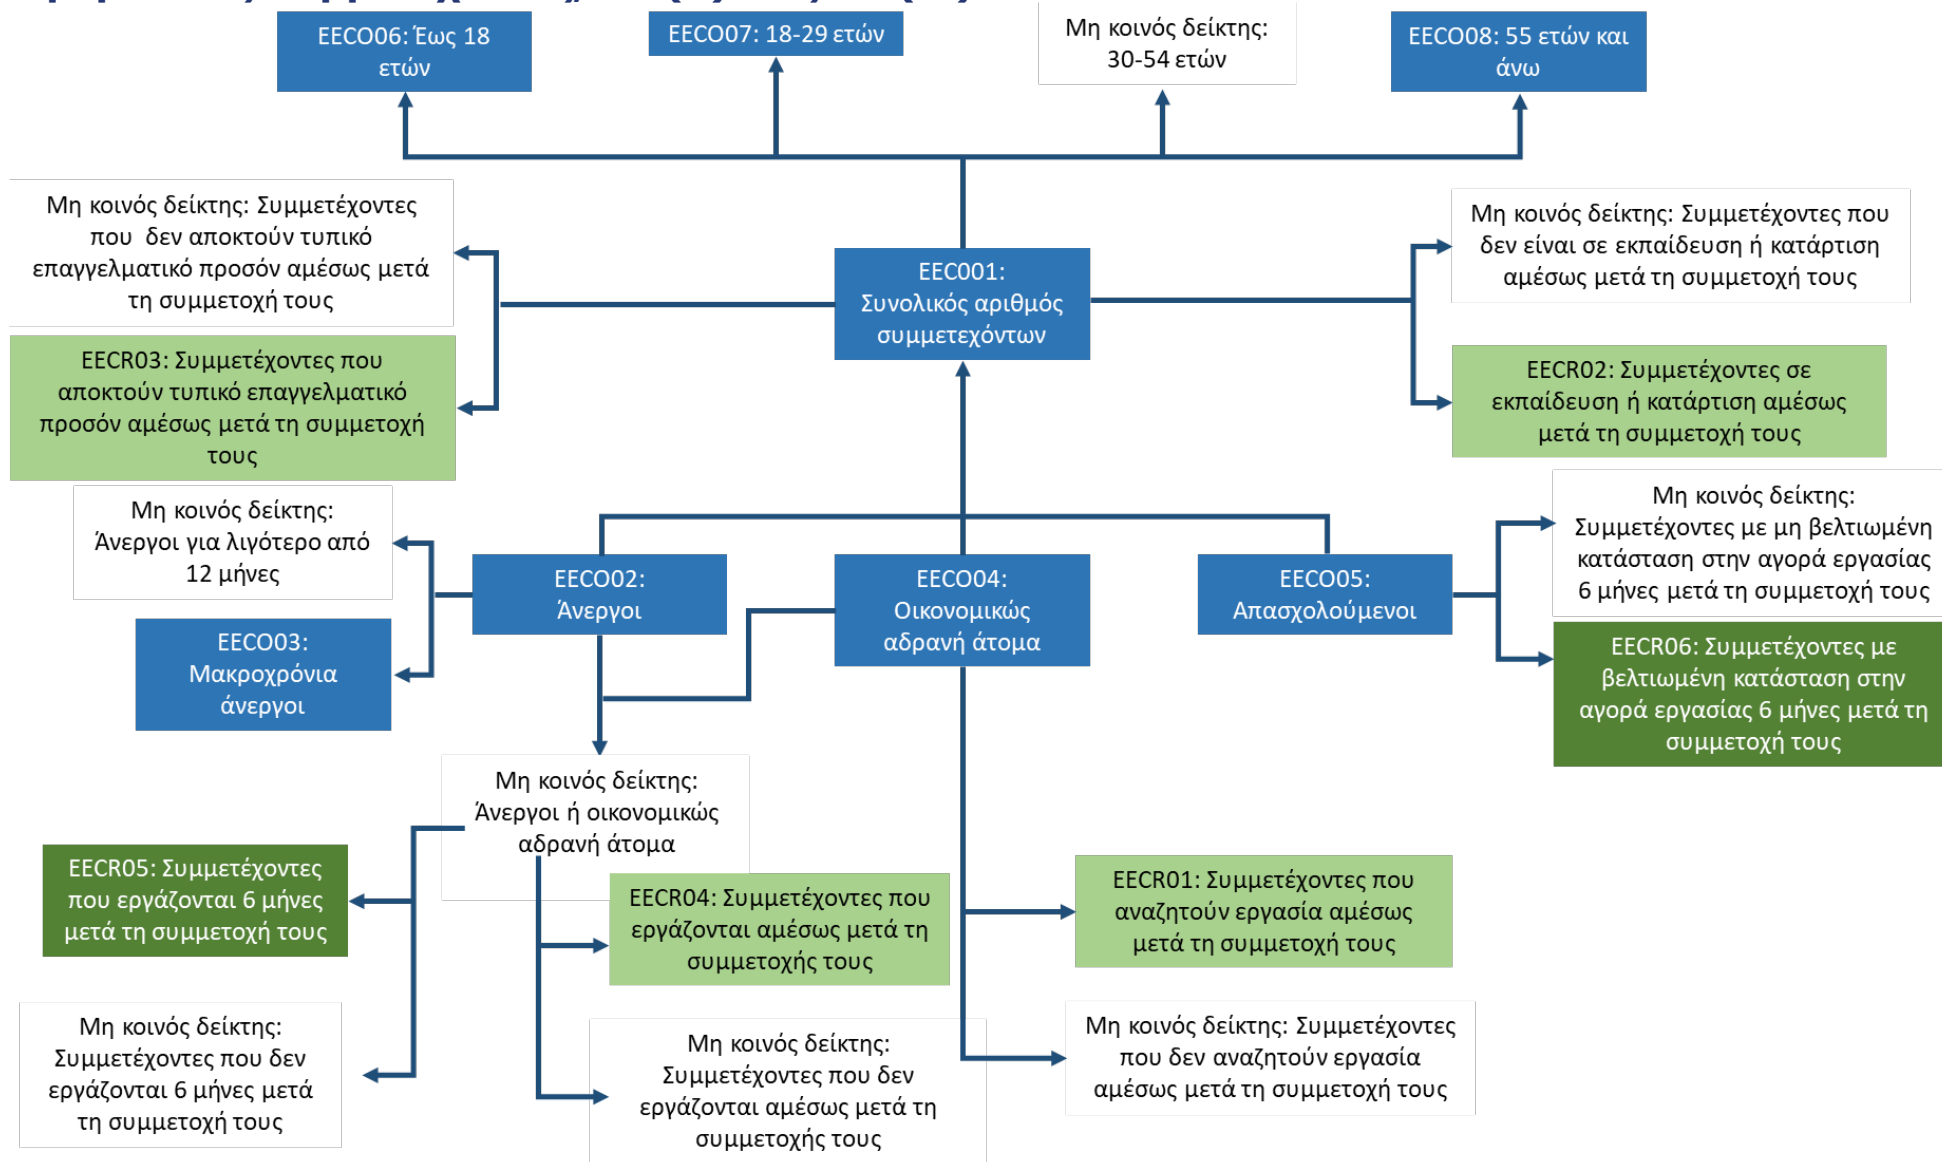 EECO06: Έως 18
ετών
EECO07: 18-29 ετών
Μη κοινός δείκτης:
30-54 ετών
EECO08: 55 ετών και
άνω
Μη κοινός δείκτης: Συμμετέχοντες
που δεν αποκτούν τυπικό
επαγγελματικό προσόν αμέσως μετά
τη συμμετοχή τους
EEC001:
Συνολικός αριθμός
συμμετεχόντων
Μη κοινός δείκτης: Συμμετέχοντες που
δεν είναι σε εκπαίδευση ή κατάρτιση
αμέσως μετά τη συμμετοχή τους
EECR03: Συμμετέχοντες που
αποκτούν τυπικό επαγγελματικό
προσόν αμέσως μετά τη συμμετοχή
τους
EECR02: Συμμετέχοντες σε
εκπαίδευση ή κατάρτιση αμέσως
μετά τη συμμετοχή τους
Μη κοινός δείκτης:
Άνεργοι για λιγότερο από
12 μήνες
EECO02:
Άνεργοι
EECO04:
Οικονομικώς
αδρανή άτομα
EECO05:
Απασχολούμενοι
Μη κοινός δείκτης:
Συμμετέχοντες με μη βελτιωμένη
κατάσταση στην αγορά εργασίας
6 μήνες μετά τη συμμετοχή τους
EECO03:
Μακροχρόνια
άνεργοι
EECR06: Συμμετέχοντες με
βελτιωμένη κατάσταση στην
αγορά εργασίας 6 μήνες μετά τη
συμμετοχή τους
Μη κοινός δείκτης:
Άνεργοι ή οικονομικώς
αδρανή άτομα
EECR05: Συμμετέχοντες
που εργάζονται 6 μήνες
μετά τη συμμετοχή τους
EECR04: Συμμετέχοντες που
εργάζονται αμέσως μετά τη
συμμετοχής τους
EECR01: Συμμετέχοντες που
αναζητούν εργασία αμέσως
μετά τη συμμετοχή τους
Μη κοινός δείκτης:
Συμμετέχοντες που δεν
εργάζονται 6 μήνες μετά
τη συμμετοχή τους
Μη κοινός δείκτης:
Συμμετέχοντες που δεν
εργάζονται αμέσως μετά τη
συμμετοχής τους
Μη κοινός δείκτης: Συμμετέχοντες
που δεν αναζητούν εργασία
αμέσως μετά τη συμμετοχή τους